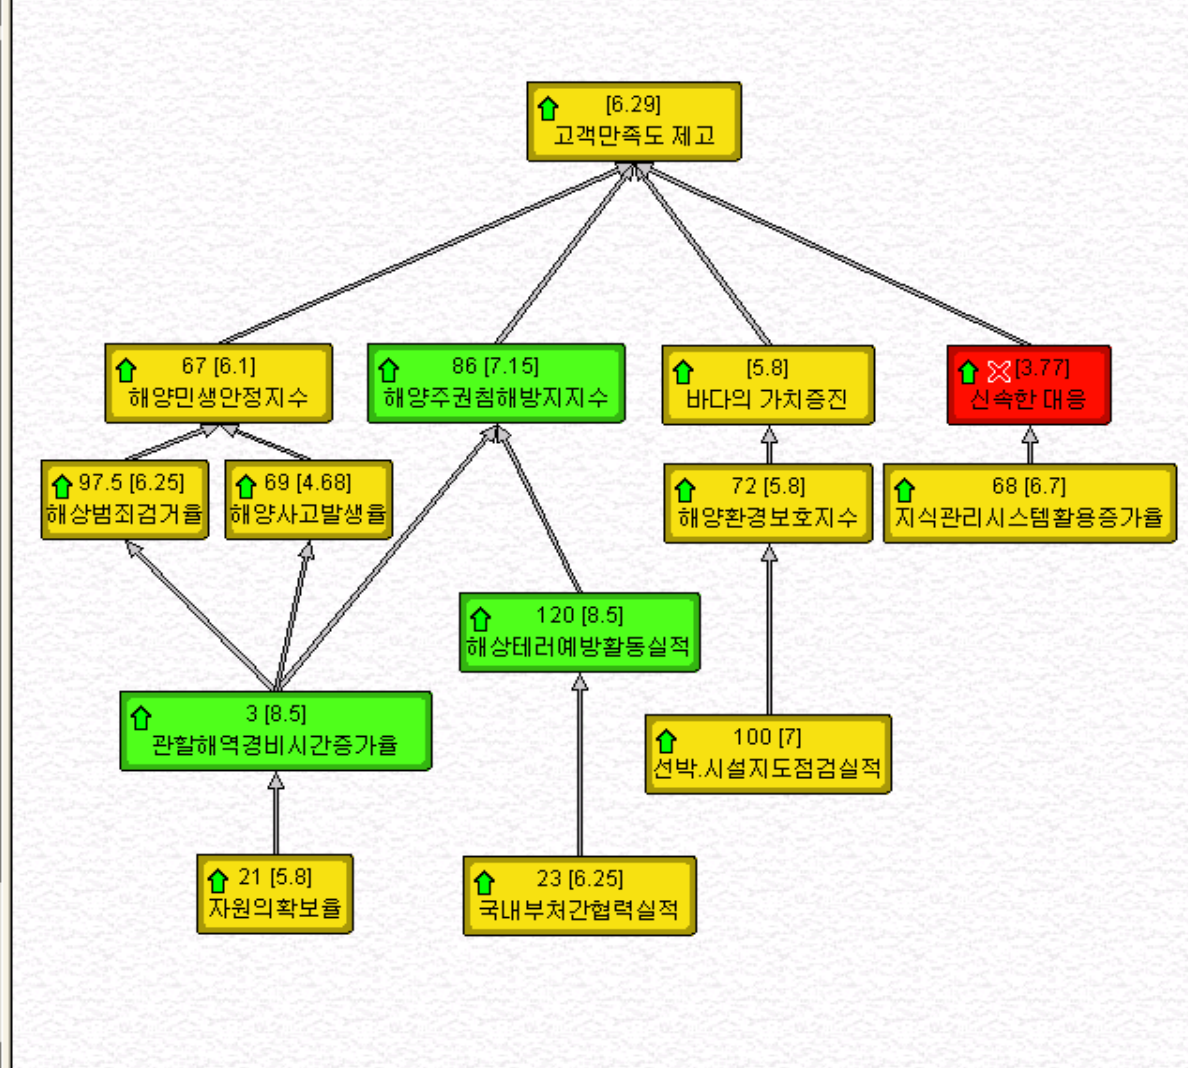 [6.29]
고객만족도 제고
67 [6.1]
해양민생안정지수
86 [7.15]
해양주권침해방지지수
[5.8]
바다의 가치증진
[3.77]
신속한 대응
97.5 [6.25]
해상범죄검거율
69 [4.68]
해양사고발생율
72 [5.8]
해양환경보호지수
68 [6.7]
지식관리시스템활용증가율
120 [8.5]
해상테러예방활동실적
3 [8.5]
관할해역경비시간증가율
100 [7]
선박.시설지도점검실적
21 [5.8]
자원의확보율
23 [6.25]
국내부처간협력실적